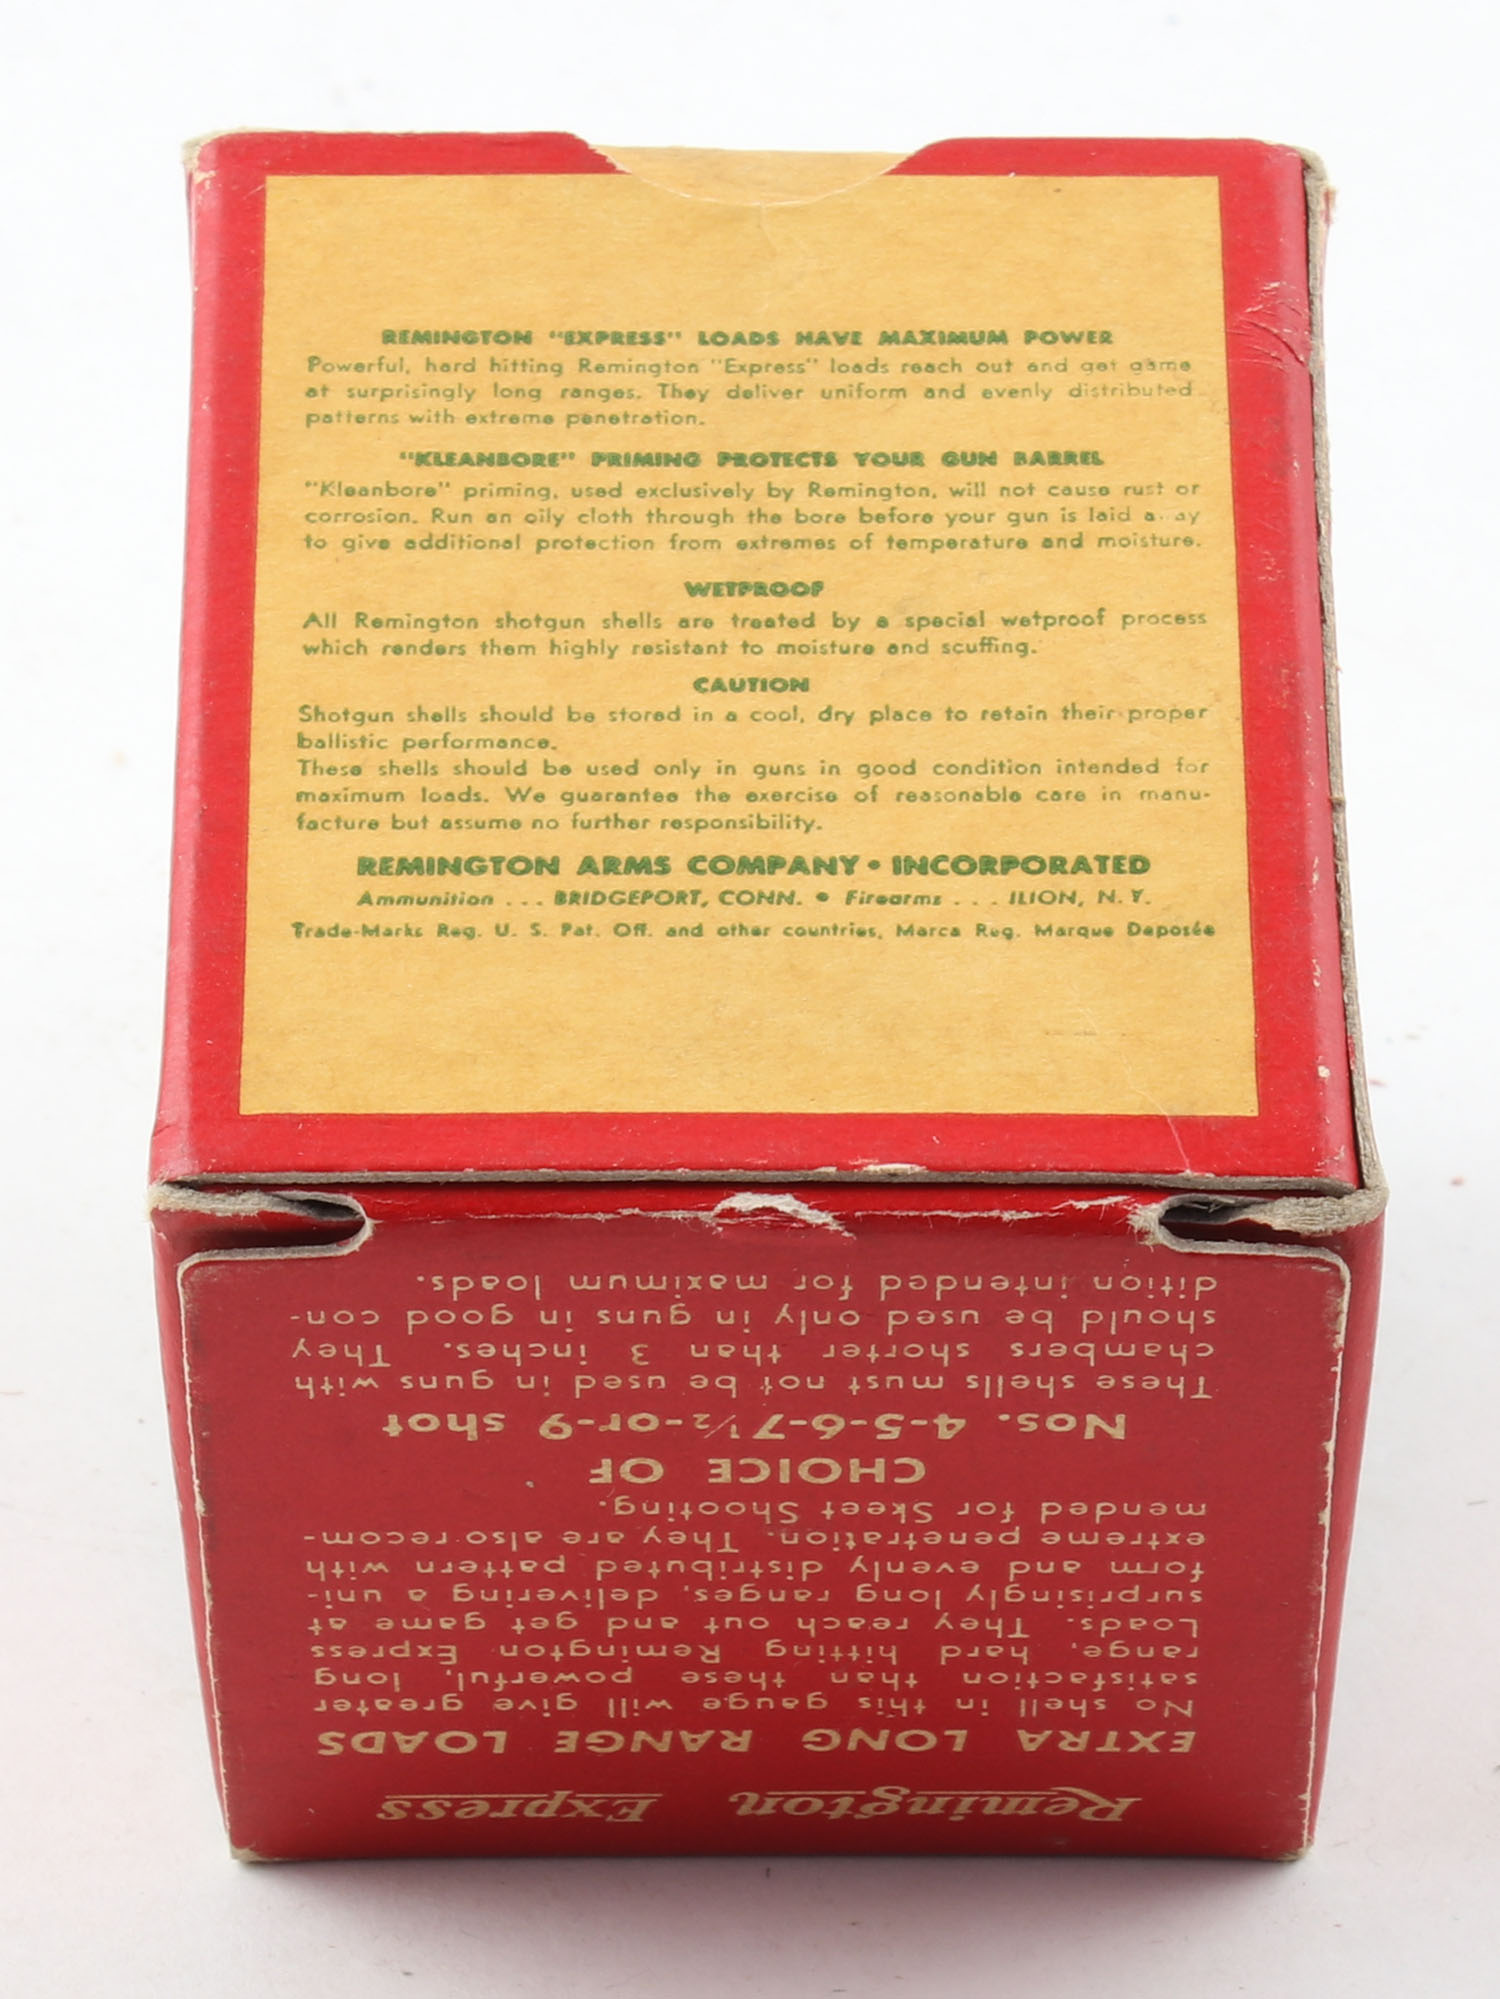 REMINGTON "EXPRESS" LOADS HAVE MAXIMUM POWER
Powerful, hard hitting Remington "Express" loads reach out and get game
at surprisingly long ranges. They deliver uniform and evenly distributed
patterns with extreme penetration.
"KLEANBORE" PRIMING PROTECTS YOUR GUN BARREL
"Kleanbore" priming, used exclusively by Remington, will not cause rust or
corrosion. Run an oily cloth through the bore before your gun is laid away
to give additional protection from extremes of temperature and moisture.
WETPROOF
All Remington shotgun shells are treated by a special wetproof process
which renders them highly resistant to moisture and scuffing.
CAUTION
Shotgun shells should be stored in a cool, dry place to retain their proper
ballistic performance.
These shells should be used only in guns in good condition intended for
maximum loads. We guarantee the exercise of reasonable care in manu-
facture but assume no further responsibility.
REMINGTON ARMS COMPANY • INCORPORATED
Ammunition ... BRIDGEPORT, CONN. • Firearms ... ILION, N. Y.
Trade-Marks Reg. U. S. Pat. Off. and other countries, Marca Reg. Marque Deposée
Remington Express
EXTRA LONG RANGE LOADS
No shell in this gauge will give greater
satisfaction than these powerful, long
range, hard hitting Remington Express
Loads. They reach out and get game at
surprisingly long ranges, delivering a uni-
form and evenly distributed pattern with
extreme penetration. They are also recom-
mended for Skeet Shooting.
CHOICE OF
Nos. 4-5-6-7½-or-9 shot
These shells must not be used in guns with
chambers shorter than 3 inches. They
should be used only in guns in good con-
dition intended for maximum loads.